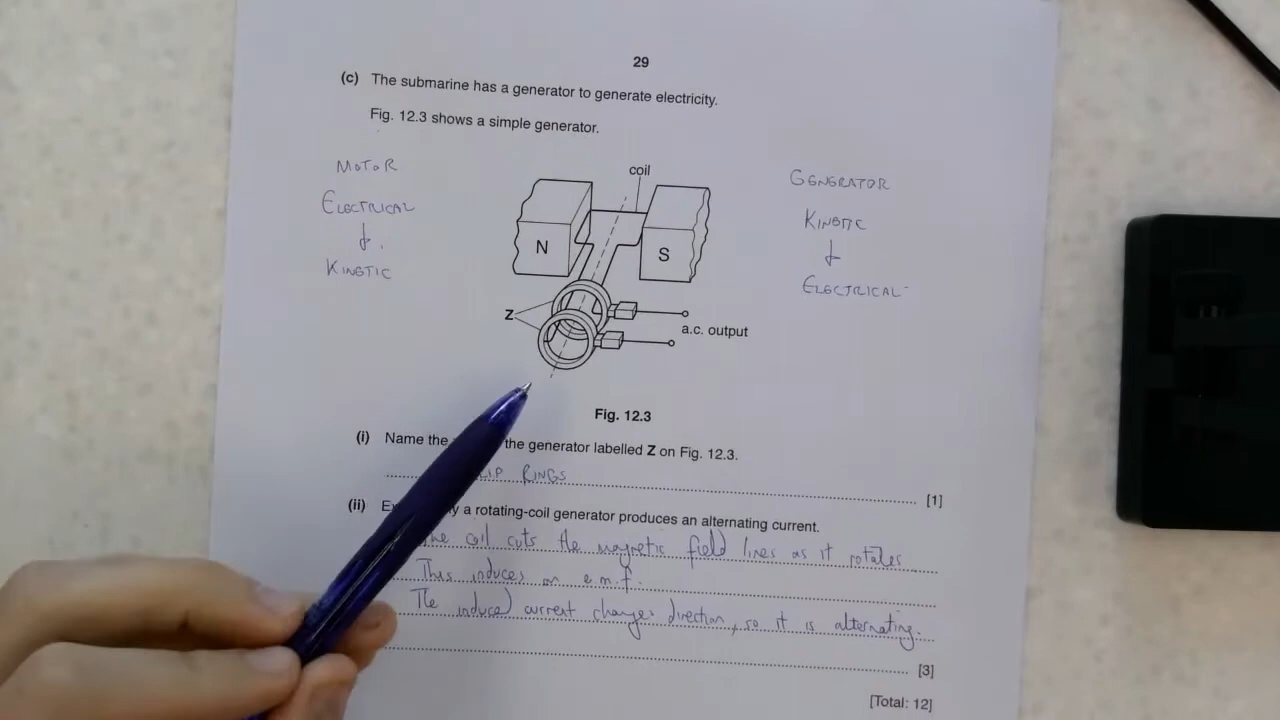 29
(c) The submarine has a generator to generate electricity.
Fig. 12.3 shows a simple generator.
MOTOR
ELECTRICAL
KINETIC
coil
N
S
Z
a.c. output
GENERATOR
KINETIC
ELECTRICAL
Fig. 12.3
(i) Name the the generator labelled Z on Fig. 12.3.
RINGS
[1]
(ii) a rotating-coil generator produces an alternating current.
coil cuts the magnetic field lines as it rotates.
This induces an e.m.f.
The induced current changes direction, so it is alternating.
[3]
[Total: 12]